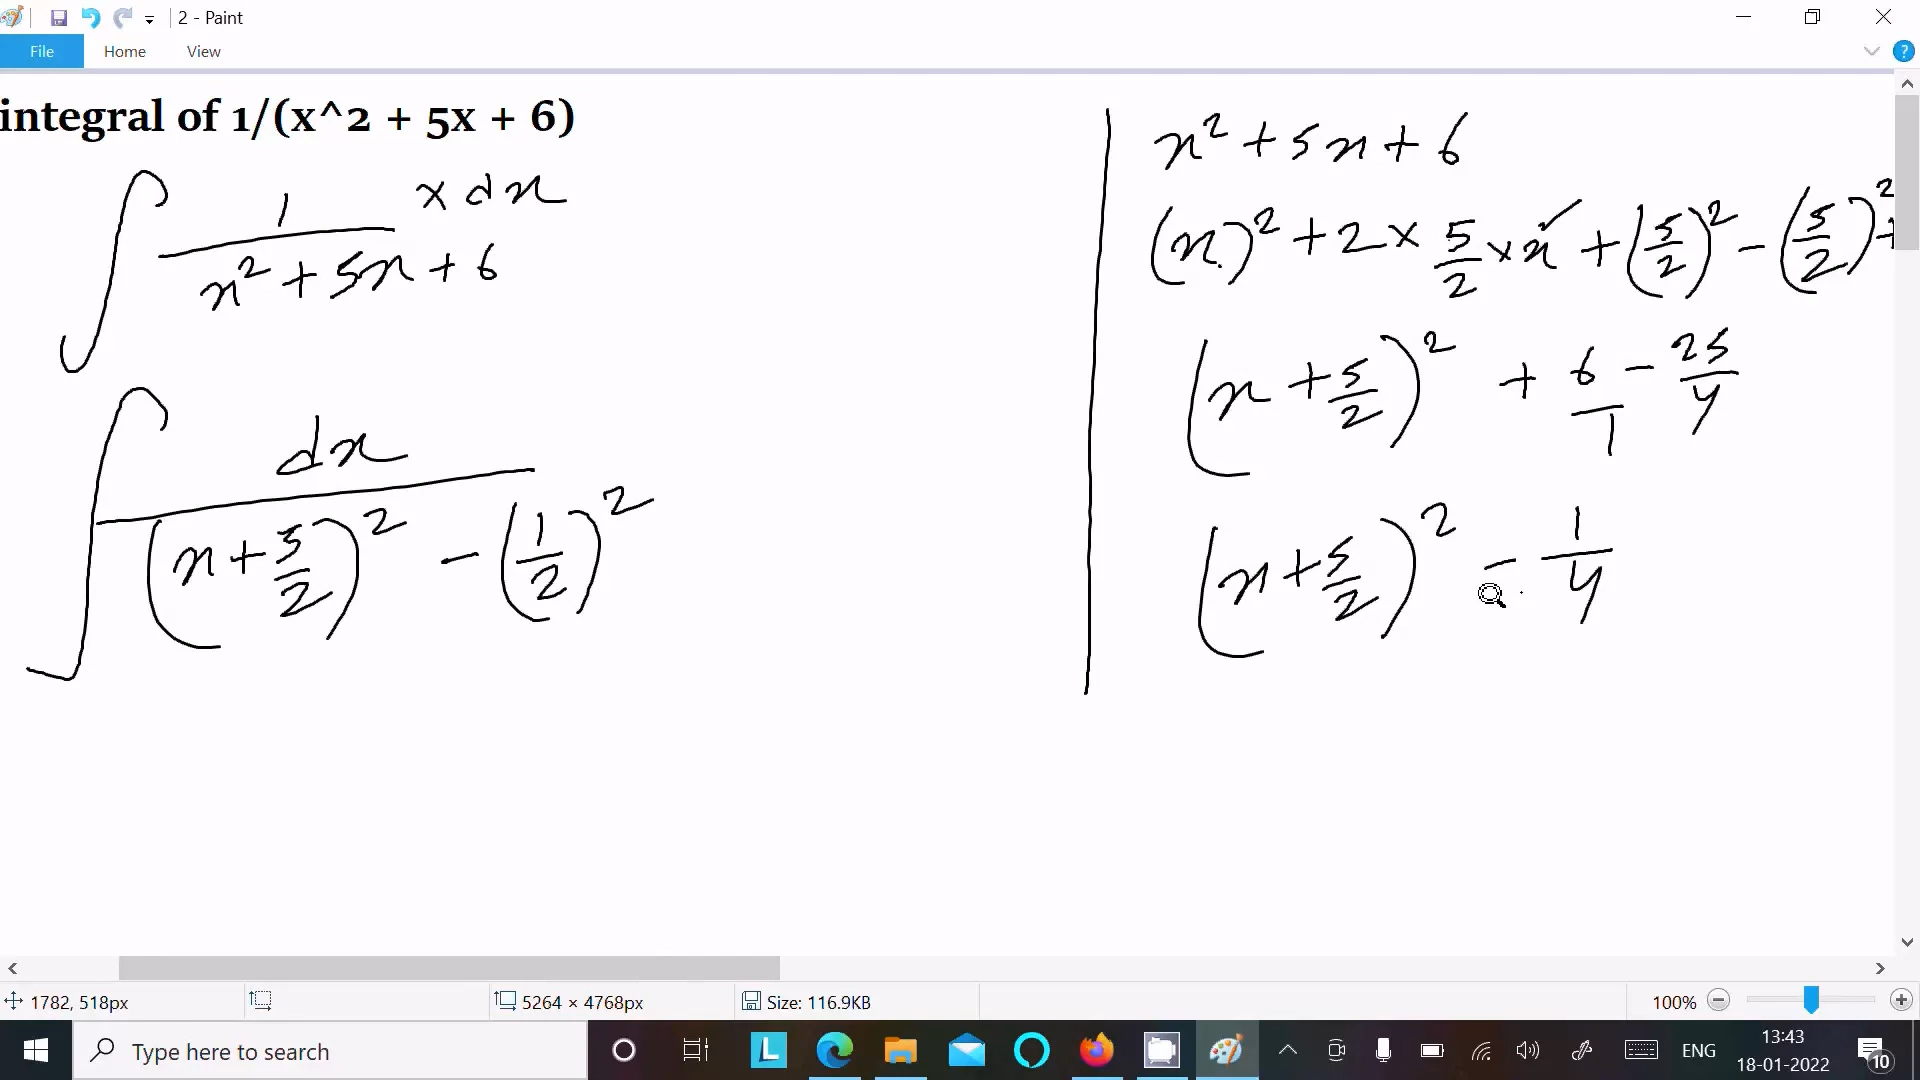 2 - Paint
File Home View
integral of 1/(x^2 + 5x + 6)
∫ 1/(x² + 5x + 6) × dx
∫ dx/((x + 5/2)² - (1/2)²)
x² + 5x + 6
(x)² + 2 × 5/2 × x + (5/2)² - (5/2)² +
(x + 5/2)² + 6/1 - 25/4
(x + 5/2)² - 1/4
1782, 518px 5264 × 4768px Size: 116.9KB 100%
Type here to search
L
ENG
13:43
18-01-2022
10